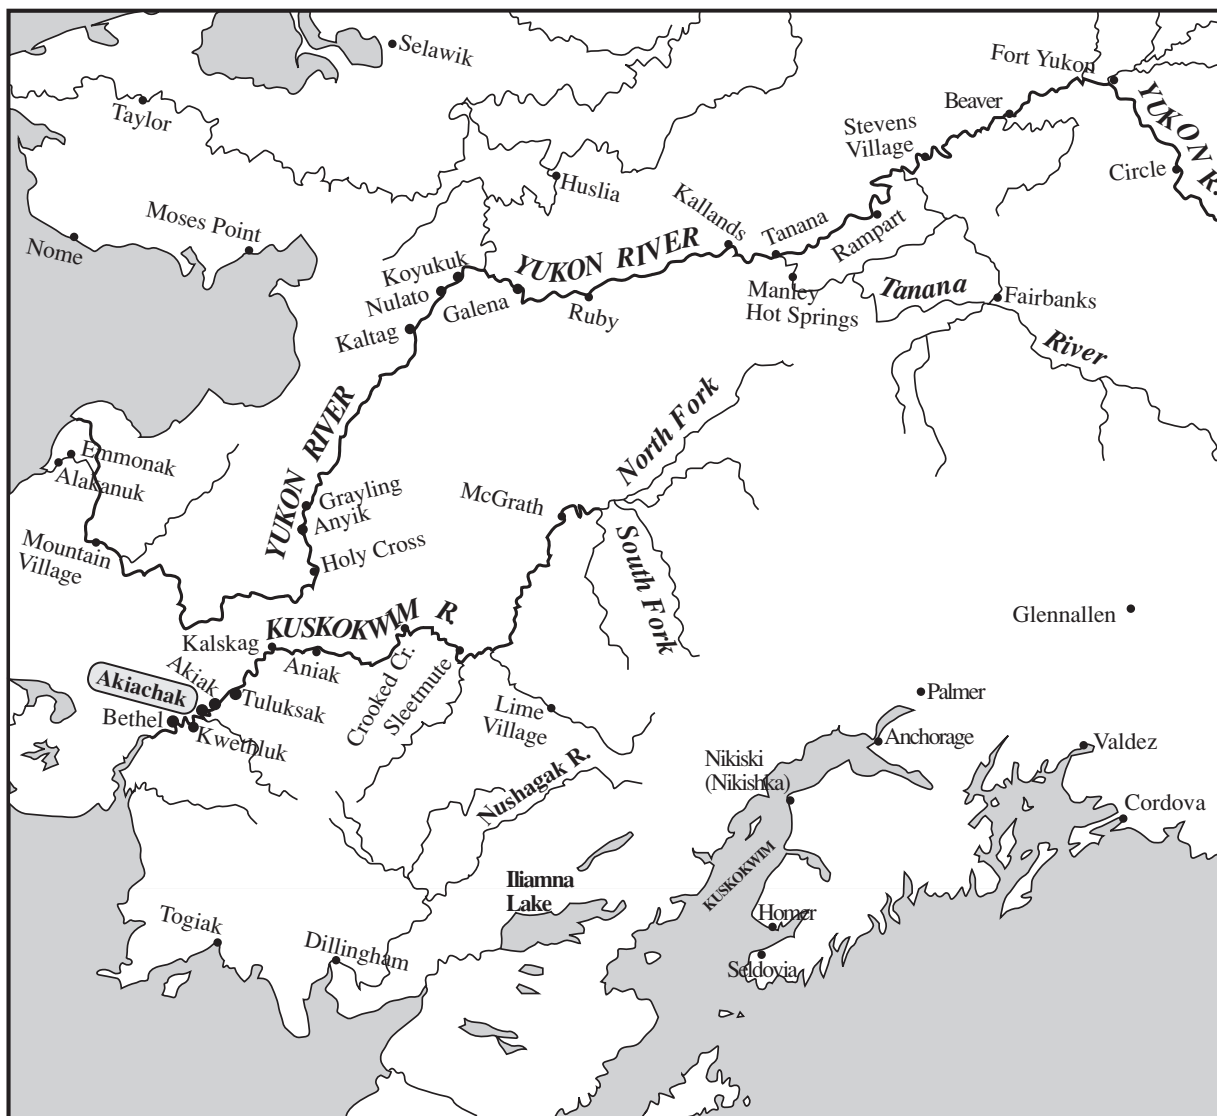 Selawik
Fort Yukon
Taylor
Beaver
YUKON R.
Stevens
Village
Circle
Huslia
Kallands
Moses Point
Tanana
Rampart
Nome
YUKON RIVER
Koyukuk
Nulato
Galena
Manley
Hot Springs
Tanana
Fairbanks
Kaltag
Ruby
River
YUKON RIVER
North Fork
Emmonak
Alakanuk
Grayling
McGrath
Anyik
South Fork
Mountain
Village
Holy Cross
KUSKOKWIM R.
Glennallen
Kalskag
Aniak
Crooked Cr.
Sleetmute
Akiak
Akiachak
Tuluksak
Palmer
Bethel
Kwethluk
Lime
Village
Anchorage
Valdez
Nushagak R.
Nikiski
(Nikishka)
Cordova
KUSKOKWIM
Iliamna
Lake
Togiak
Homer
Dillingham
Seldovia